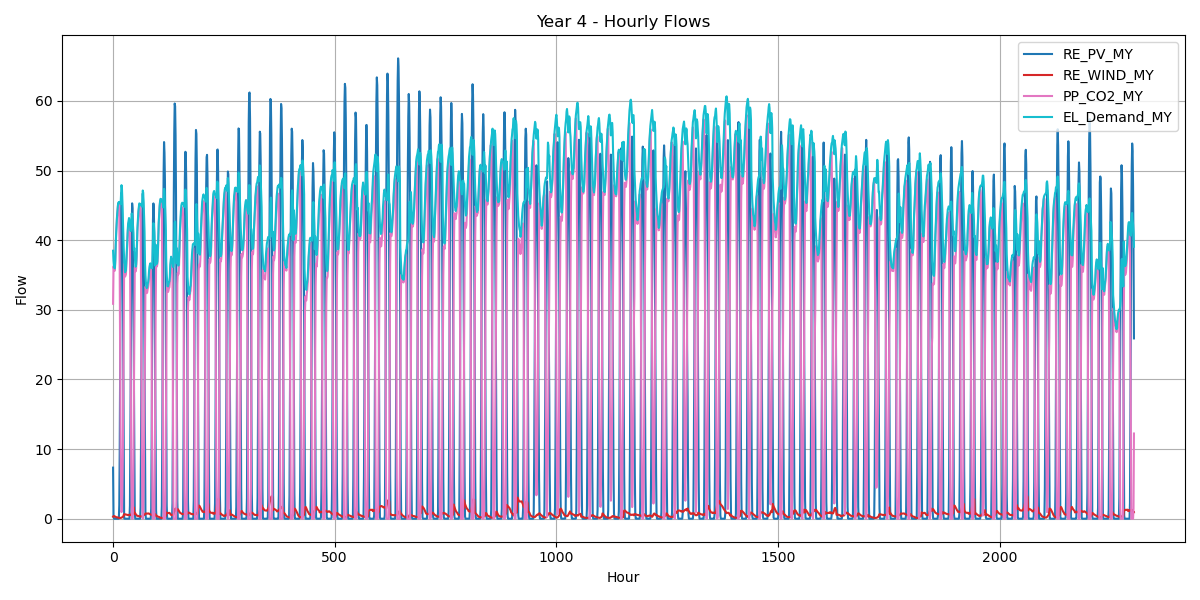 Year 4 - Hourly Flows
RE_PV_MY
RE_WIND_MY
PP_CO2_MY
EL_Demand_MY
Flow
60
50
40
30
20
10
0
0
500
1000
1500
2000
Hour